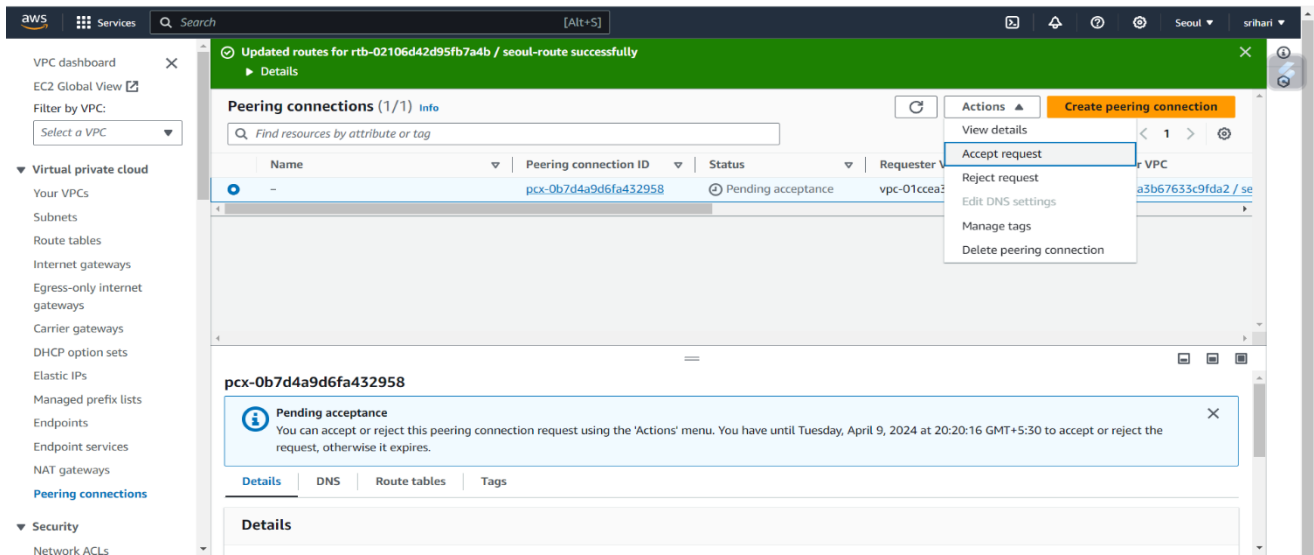 aws Services Search [Alt+S] Seoul ▼ srihari ▼
VPC dashboard
EC2 Global View
Filter by VPC:
Select a VPC
Virtual private cloud
Your VPCs
Subnets
Route tables
Internet gateways
Egress-only internet
gateways
Carrier gateways
DHCP option sets
Elastic IPs
Managed prefix lists
Endpoints
Endpoint services
NAT gateways
Peering connections
Security
Network ACLs
Updated routes for rtb-02106d42d95fb7a4b / seoul-route successfully
▶ Details
Peering connections (1/1) Info
Actions ▲ Create peering connection
Find resources by attribute or tag
1
View details
Accept request
Reject request
Edit DNS settings
Manage tags
Delete peering connection
Name Peering connection ID Status Requester V r VPC
- pcx-0b7d4a9d6fa432958 Pending acceptance vpc-01ccea3 a3b67633c9fda2 / se
pcx-0b7d4a9d6fa432958
Pending acceptance
You can accept or reject this peering connection request using the 'Actions' menu. You have until Tuesday, April 9, 2024 at 20:20:16 GMT+5:30 to accept or reject the
request, otherwise it expires.
Details DNS Route tables Tags
Details